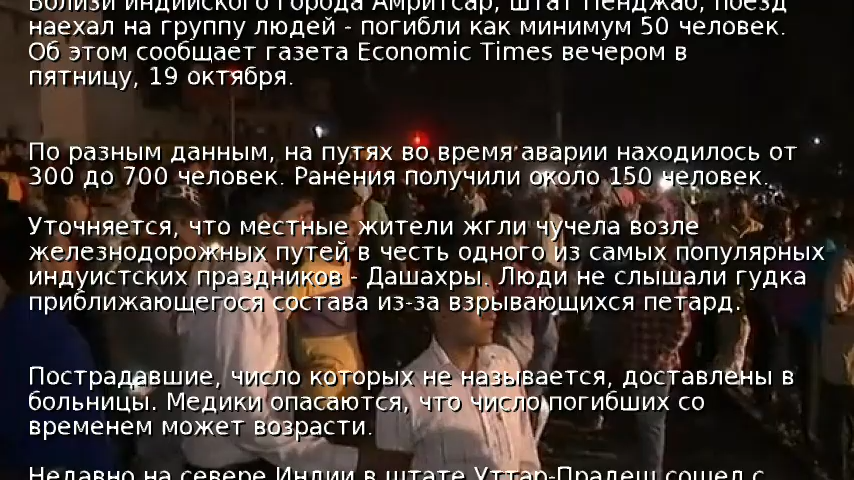 Вблизи индийского города Амритсар, штат Пенджаб, поезд
наехал на группу людей - погибли как минимум 50 человек.
Об этом сообщает газета Economic Times вечером в
пятницу, 19 октября.
По разным данным, на путях во время аварии находилось от
300 до 700 человек. Ранения получили около 150 человек.
Уточняется, что местные жители жгли чучела возле
железнодорожных путей в честь одного из самых популярных
индуистских праздников - Дашахры. Люди не слышали гудка
приближающегося состава из-за взрывающихся петард.
Пострадавшие, число которых не называется, доставлены в
больницы. Медики опасаются, что число погибших со
временем может возрасти.
Недавно на севере Индии в штате Уттар-Прадеш сошел с